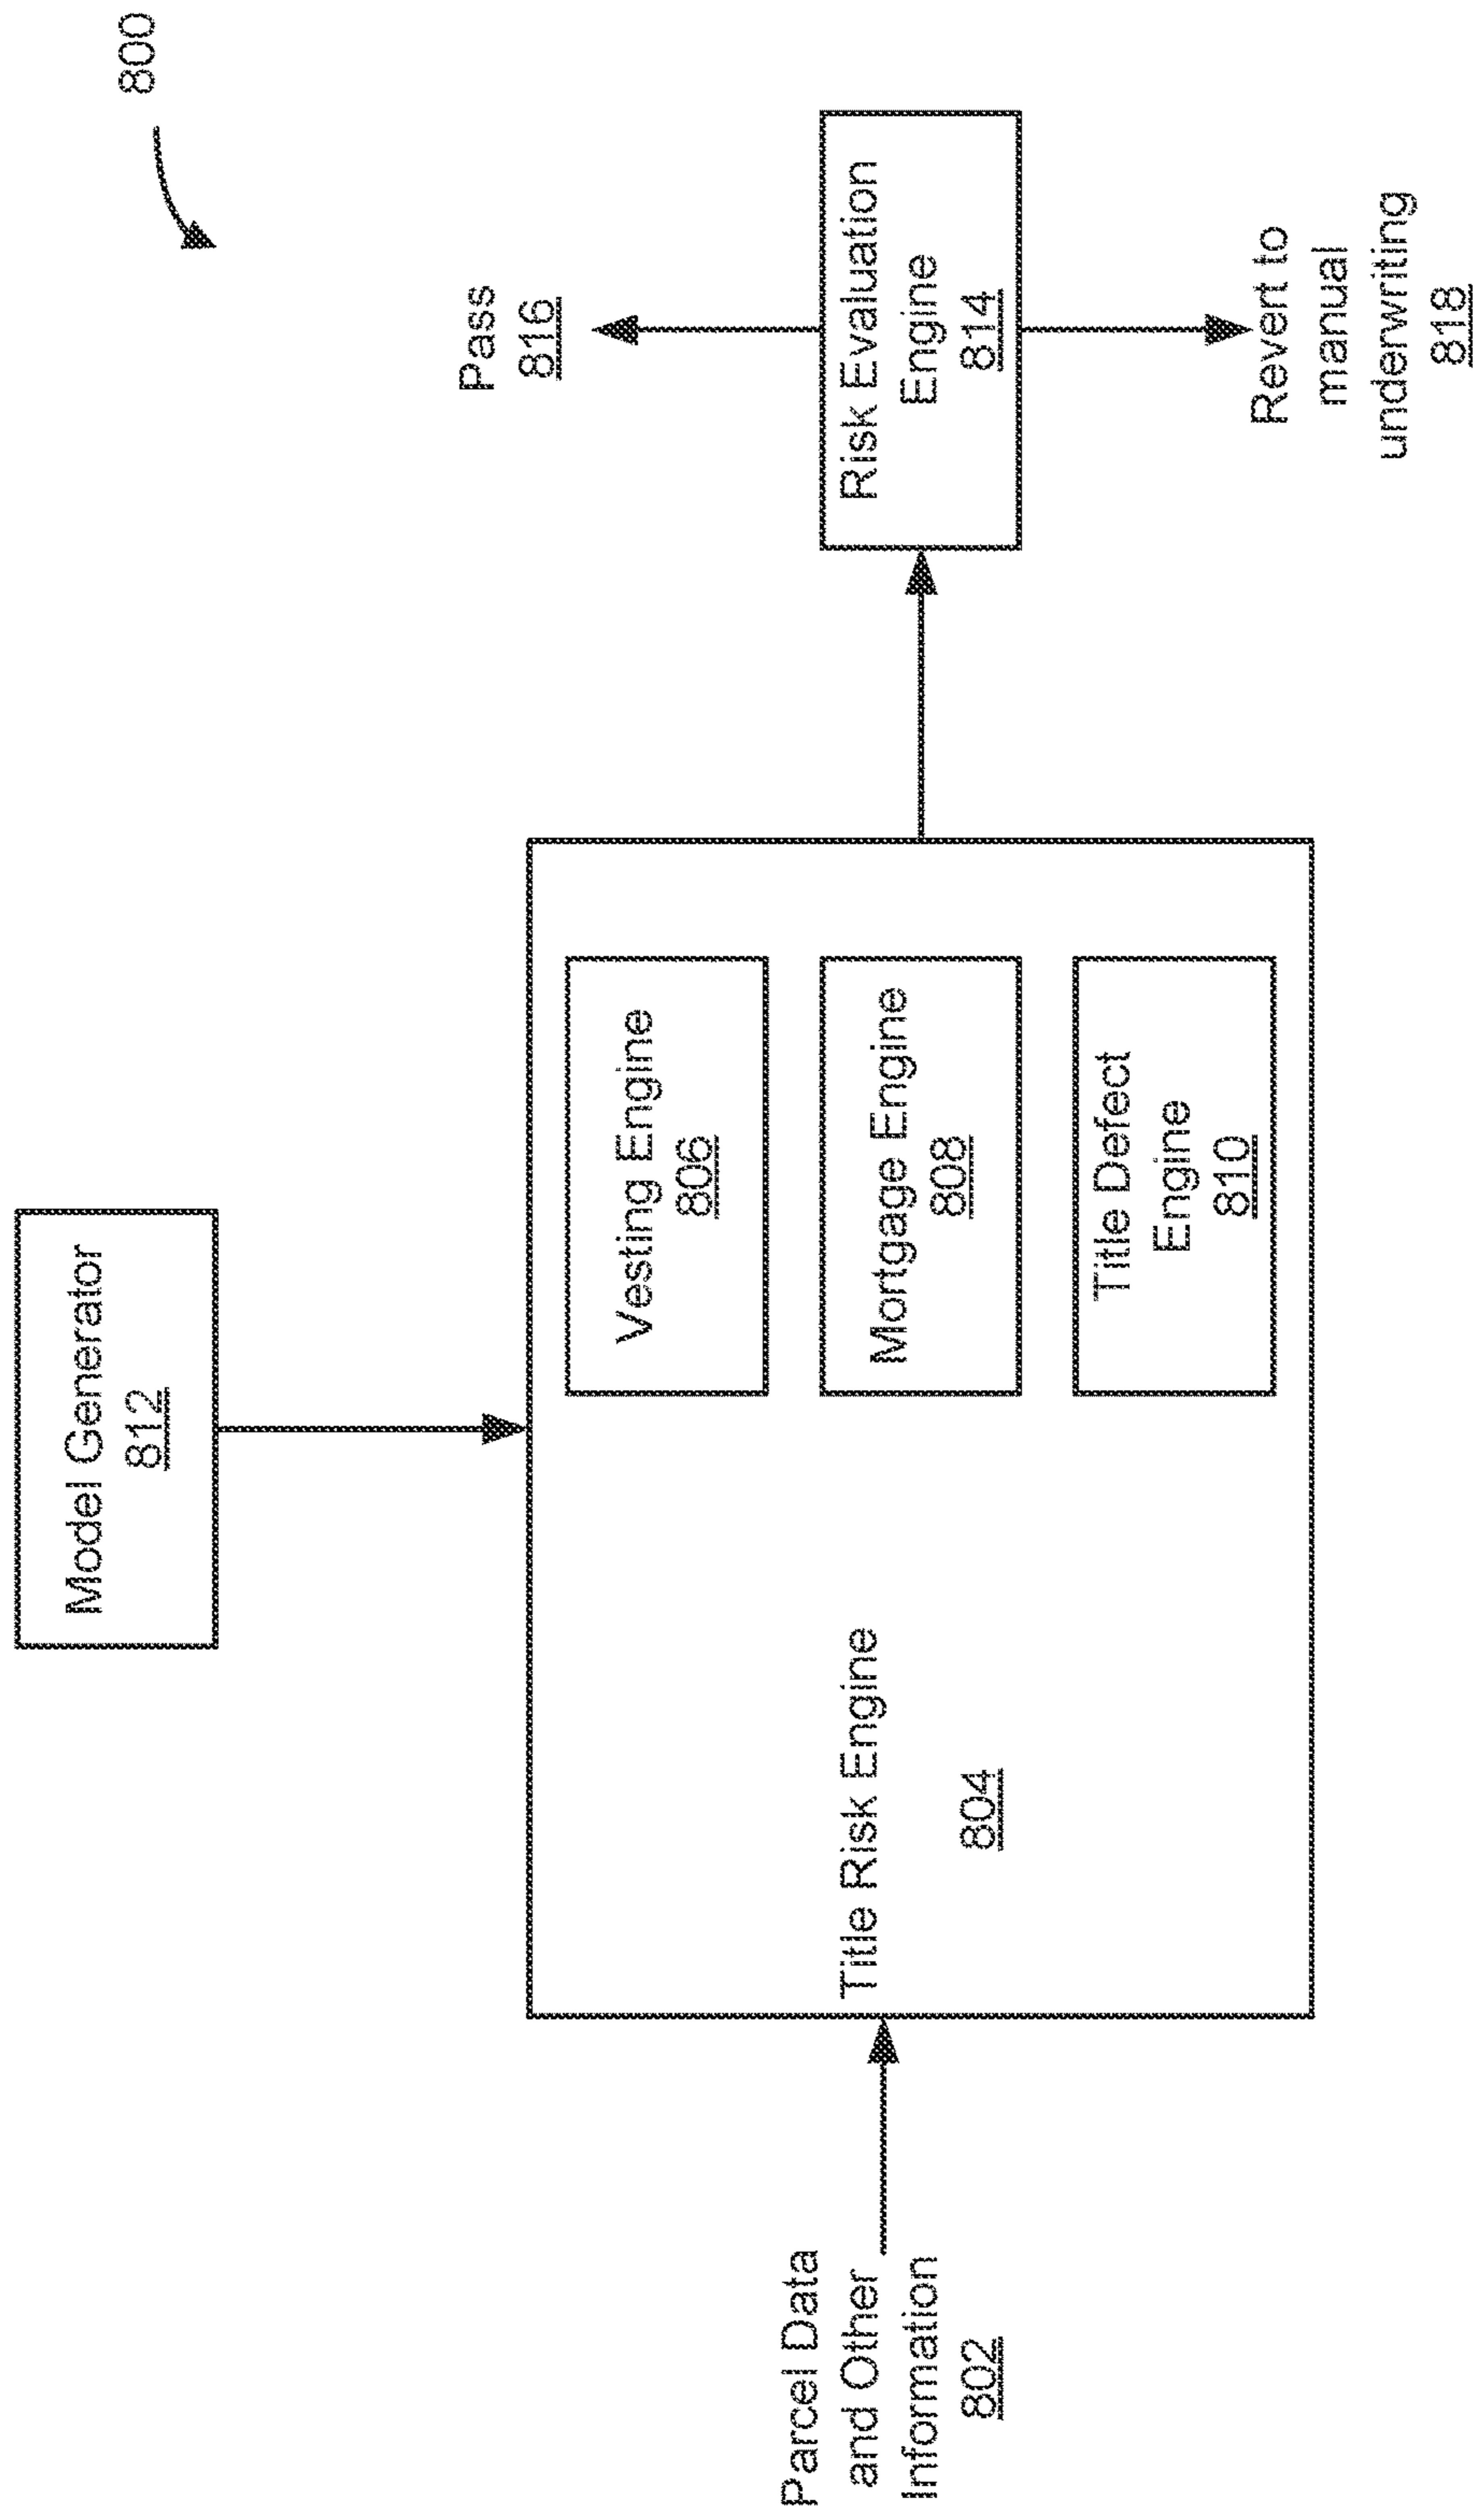 800
Model Generator
812
Parcel Data
and Other
Information
802
Title Risk Engine
804
Vesting Engine
806
Mortgage Engine
808
Title Defect
Engine
810
Pass
816
Risk Evaluation
Engine
814
Revert to
manual
underwriting
818